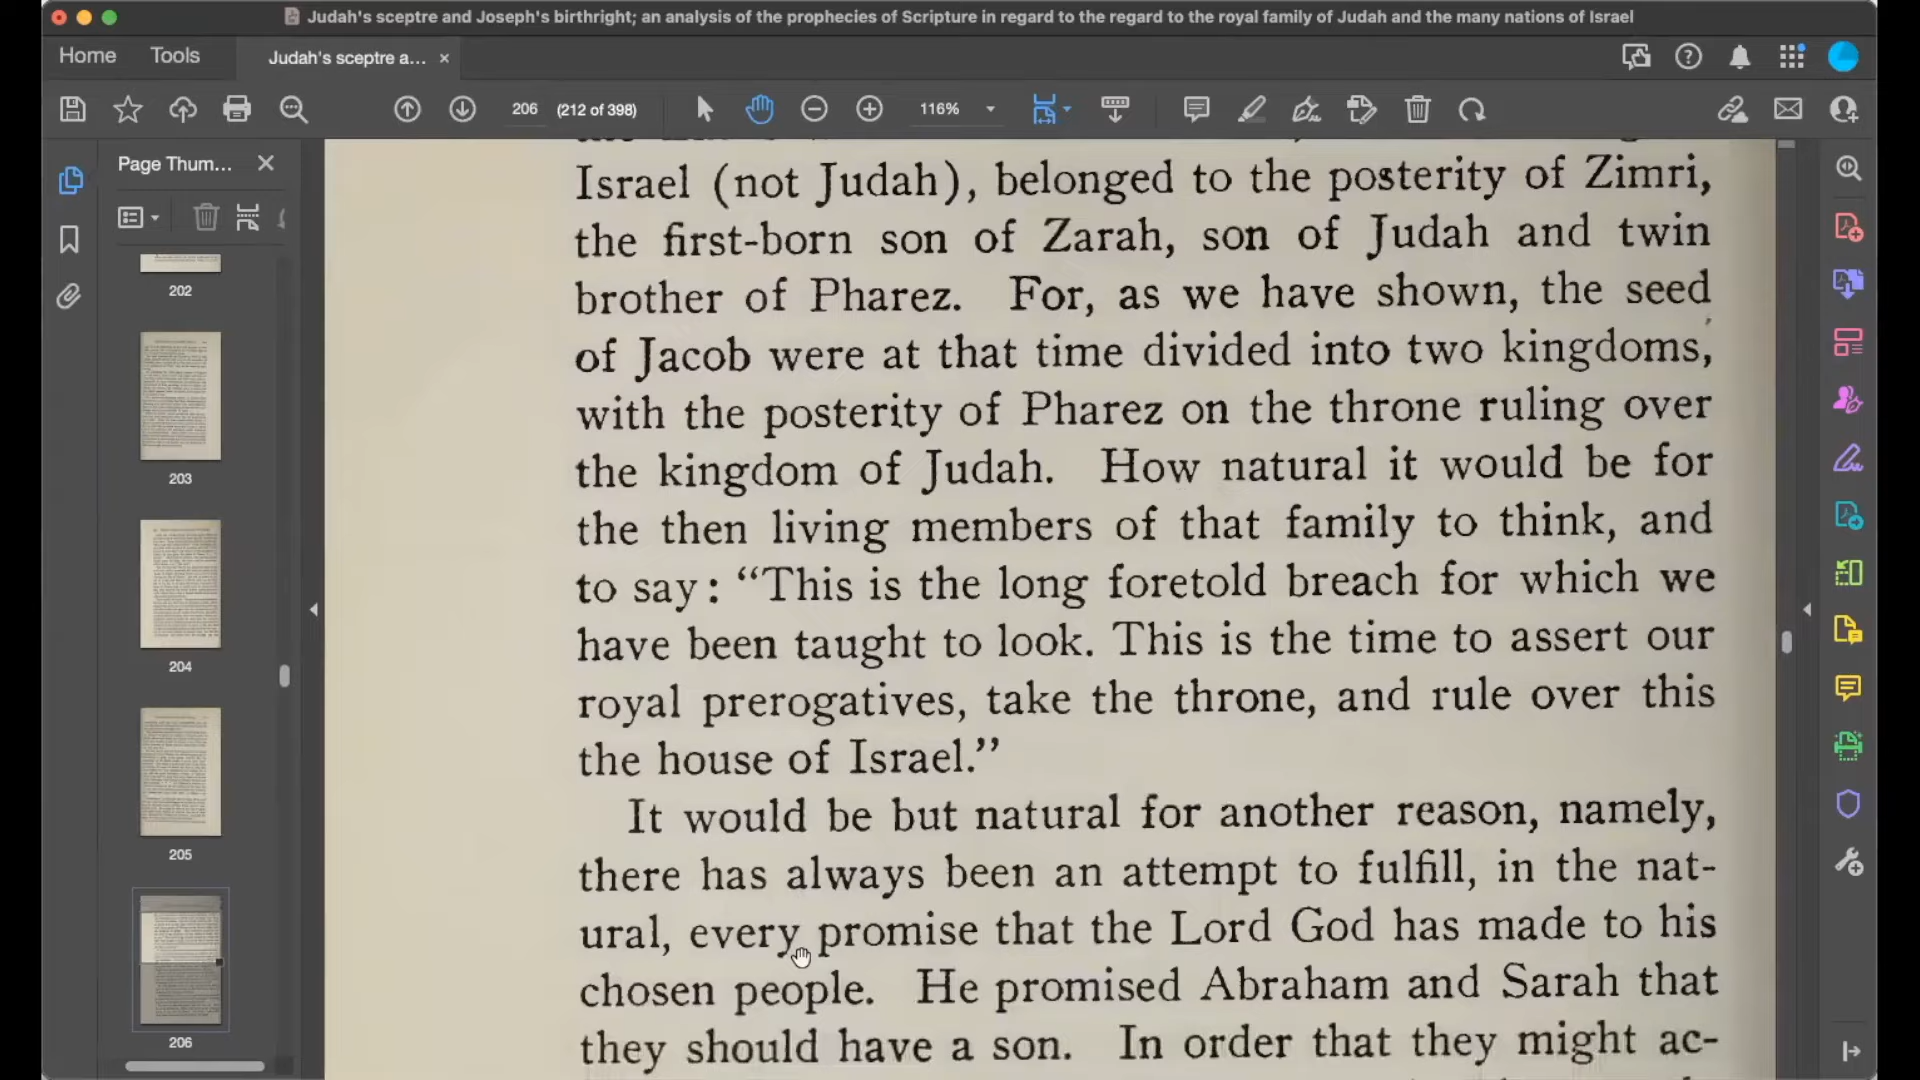 Judah's sceptre and Joseph's birthright; an analysis of the prophecies of Scripture in regard to the regard to the royal family of Judah and the many nations of Israel
Home
Tools
Judah's sceptre a...
206
(212 of 398)
116%
Page Thum...
202
203
204
205
206
Israel (not Judah), belonged to the posterity of Zimri,
the first-born son of Zarah, son of Judah and twin
brother of Pharez. For, as we have shown, the seed
of Jacob were at that time divided into two kingdoms,
with the posterity of Pharez on the throne ruling over
the kingdom of Judah. How natural it would be for
the then living members of that family to think, and
to say: “This is the long foretold breach for which we
have been taught to look. This is the time to assert our
royal prerogatives, take the throne, and rule over this
the house of Israel.”
It would be but natural for another reason, namely,
there has always been an attempt to fulfill, in the nat-
ural, every promise that the Lord God has made to his
chosen people. He promised Abraham and Sarah that
they should have a son. In order that they might ac-